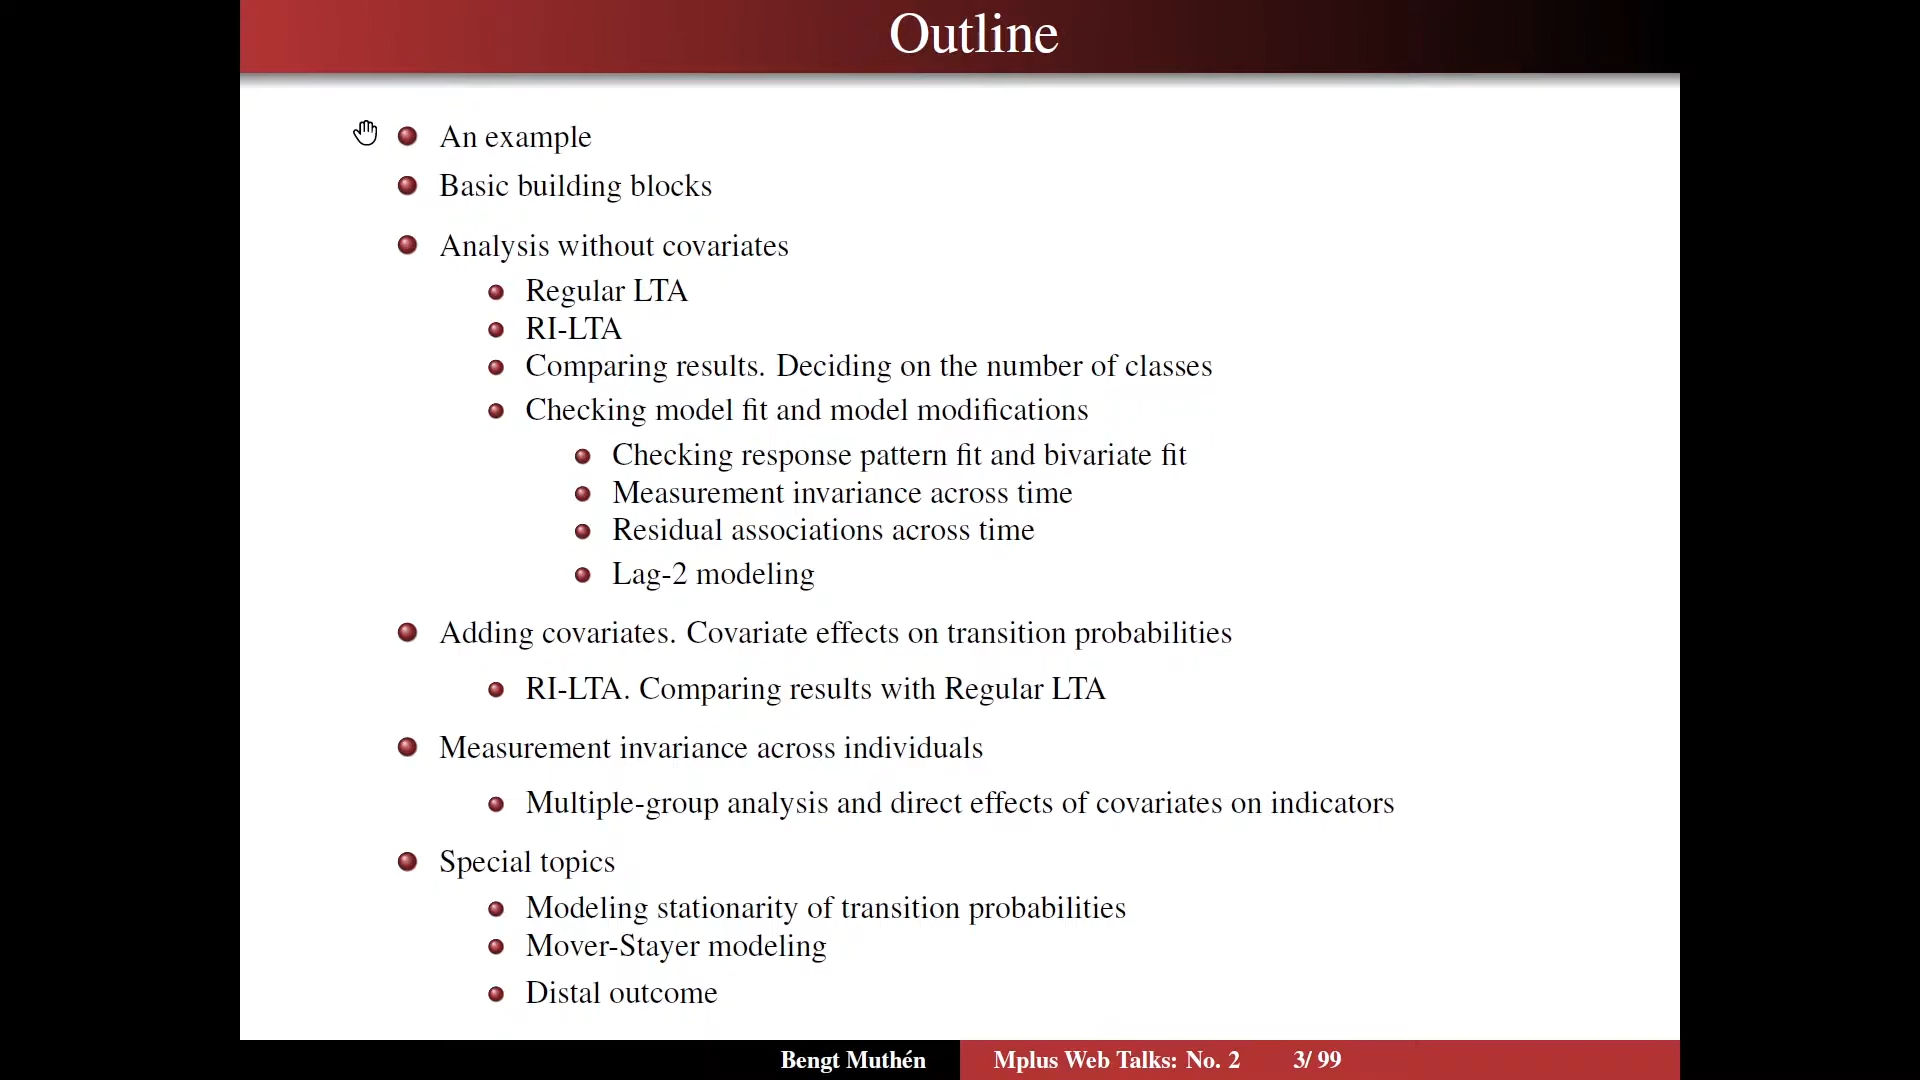 Outline
An example
Basic building blocks
Analysis without covariates
Regular LTA
RI-LTA
Comparing results. Deciding on the number of classes
Checking model fit and model modifications
Checking response pattern fit and bivariate fit
Measurement invariance across time
Residual associations across time
Lag-2 modeling
Adding covariates. Covariate effects on transition probabilities
RI-LTA. Comparing results with Regular LTA
Measurement invariance across individuals
Multiple-group analysis and direct effects of covariates on indicators
Special topics
Modeling stationarity of transition probabilities
Mover-Stayer modeling
Distal outcome
Bengt Muthén Mplus Web Talks: No. 2 3/ 99